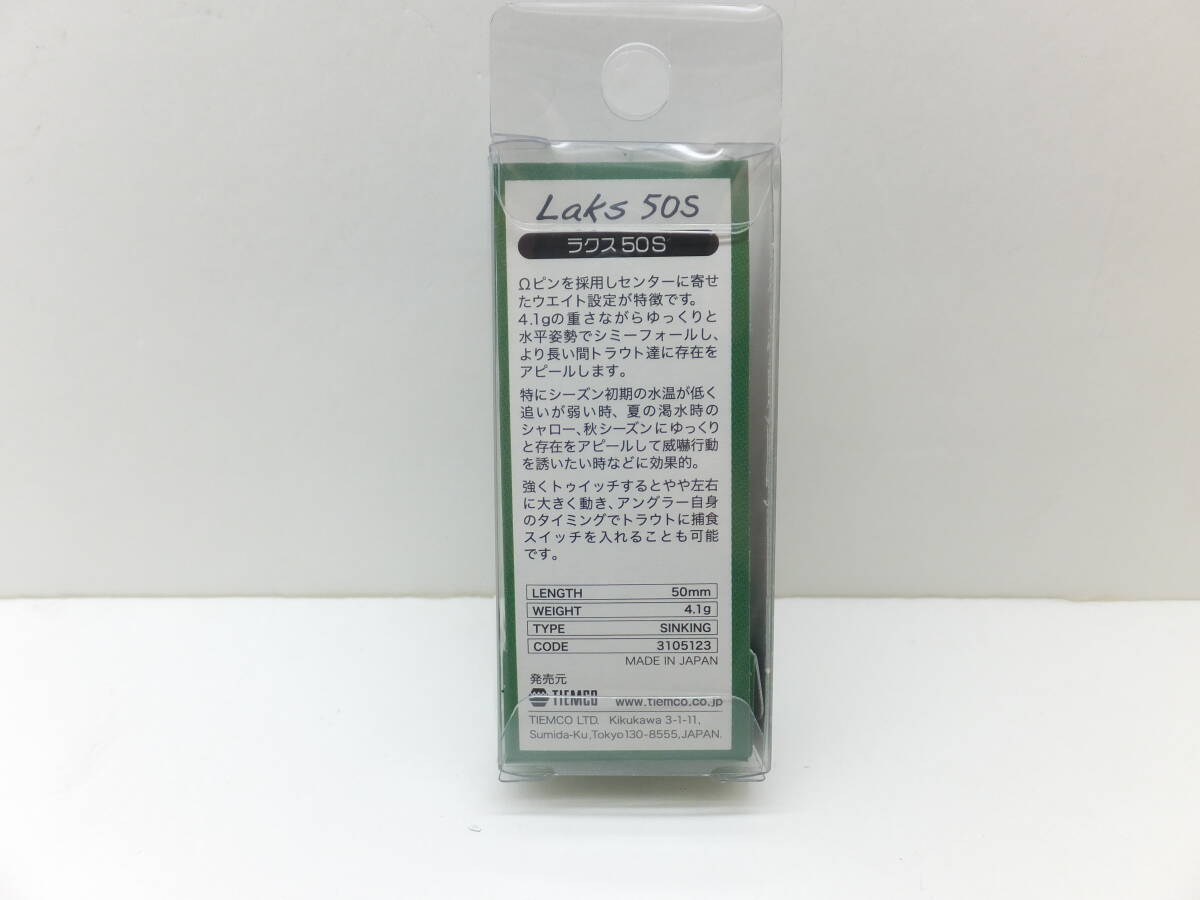 Laks 50S
ラクス50S
Ωピンを採用しセンターに寄せ
たウエイト設定が特徴です。
4.1gの重さながらゆっくりと
水平姿勢でシミーフォールし、
より長い間トラウト達に存在を
アピールします。
特にシーズン初期の水温が低く
追いが弱い時、夏の渇水時の
シャロー、秋シーズンにゆっくり
と存在をアピールして威嚇行動
を誘いたい時などに効果的。
強くトゥイッチするとやや左右
に大きく動き、アングラー自身
のタイミングでトラウトに捕食
スイッチを入れることも可能
です。
LENGTH 50mm
WEIGHT 4.1g
TYPE SINKING
CODE 3105123
MADE IN JAPAN
発売元
TIEMCO www.tiemco.co.jp
TIEMCO LTD. Kikukawa 3-1-11,
Sumida-Ku,Tokyo130-8555,JAPAN.